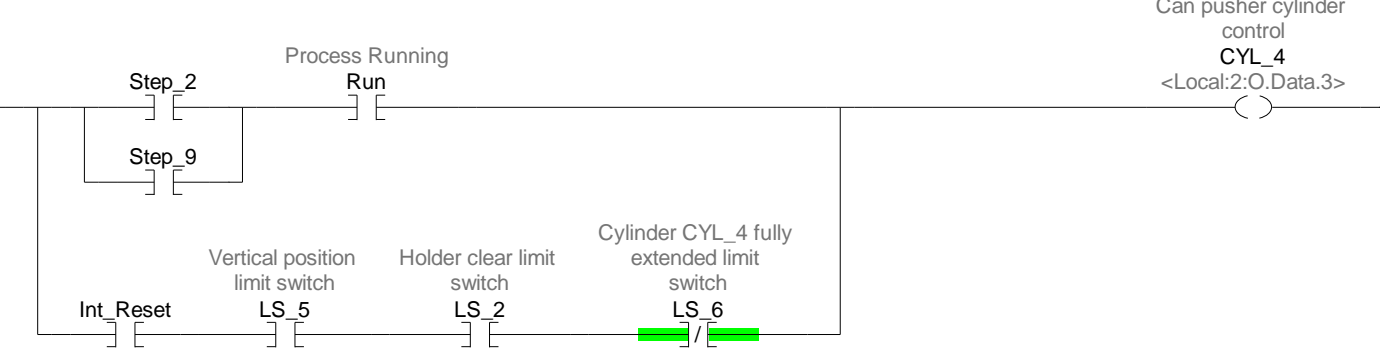 Can pusher cylinder
control
CYL_4
<Local:2:O.Data.3>
Process Running
Step_2
Run
Step_9
Vertical position
limit switch
LS_5
Holder clear limit
switch
LS_2
Cylinder CYL_4 fully
extended limit
switch
LS_6
Int_Reset
/